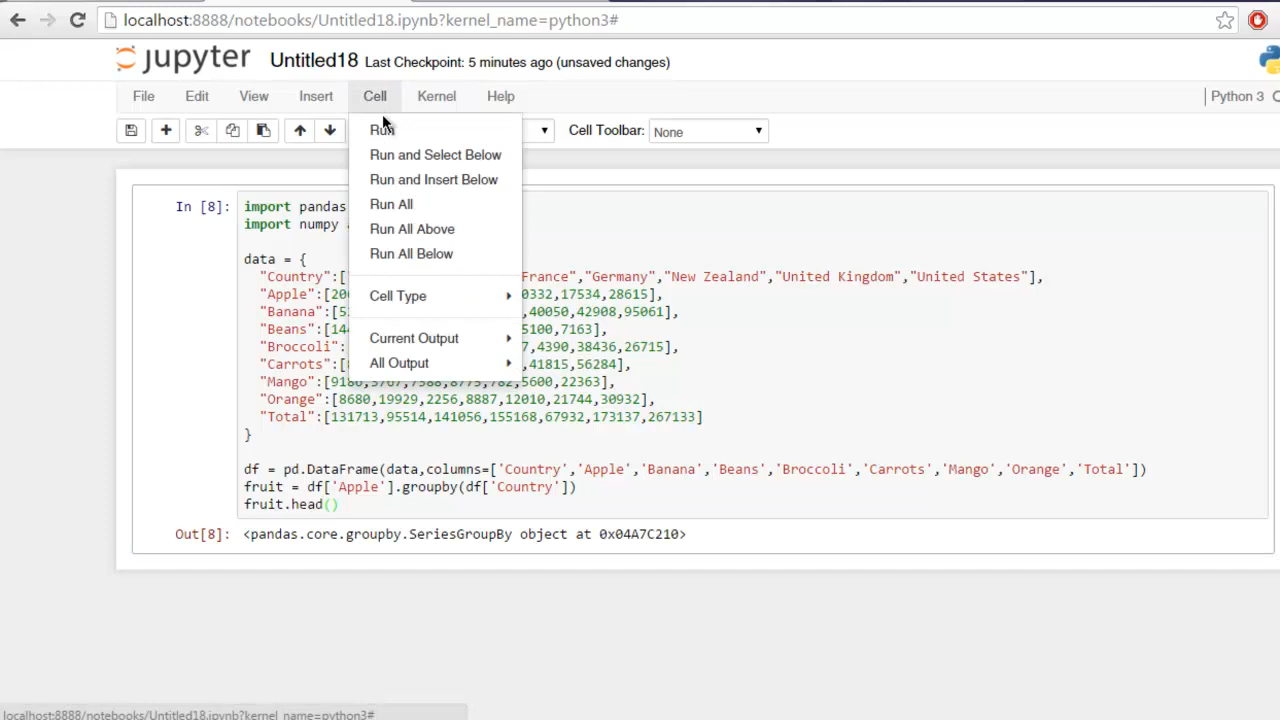 localhost:8888/notebooks/Untitled18.ipynb?kernel_name=python3#
jupyter Untitled18 Last Checkpoint: 5 minutes ago (unsaved changes)
File Edit View Insert Cell Kernel Help Python 3
Cell Toolbar: None
Run
Run and Select Below
Run and Insert Below
Run All
Run All Above
Run All Below
Cell Type
Current Output
All Output
In [8]: import pandas
import numpy
data = {
"Country":[ France","Germany","New Zealand","United Kingdom","United States"],
"Apple":[ 0332,17534,28615],
"Banana":[ ,40050,42908,95061],
"Beans":[ 5100,7163],
"Broccoli": ,4390,38436,26715],
"Carrots":[ 41815,56284],
"Mango":[ ,5600,22363],
"Orange":[8680,19929,2256,8887,12010,21744,30932],
"Total":[131713,95514,141056,155168,67932,173137,267133]
}
df = pd.DataFrame(data,columns=['Country','Apple','Banana','Beans','Broccoli','Carrots','Mango','Orange','Total'])
fruit = df['Apple'].groupby(df['Country'])
fruit.head()
Out[8]: <pandas.core.groupby.SeriesGroupBy object at 0x04A7C210>
localhost:8888/notebooks/Untitled18.ipynb?kernel_name=python3#